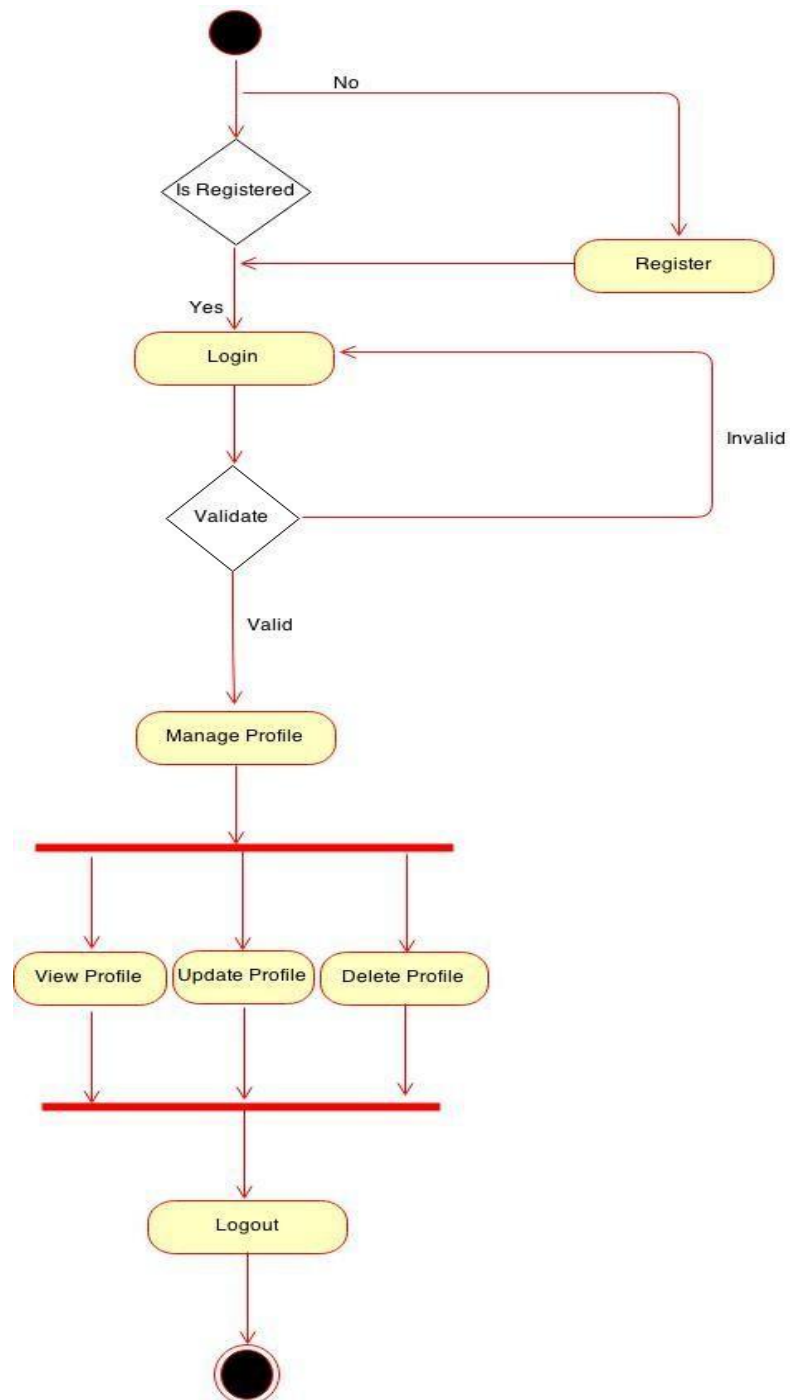 No
Is Registered
Register
Yes
Login
Invalid
Validate
Valid
Manage Profile
View Profile
Update Profile
Delete Profile
Logout